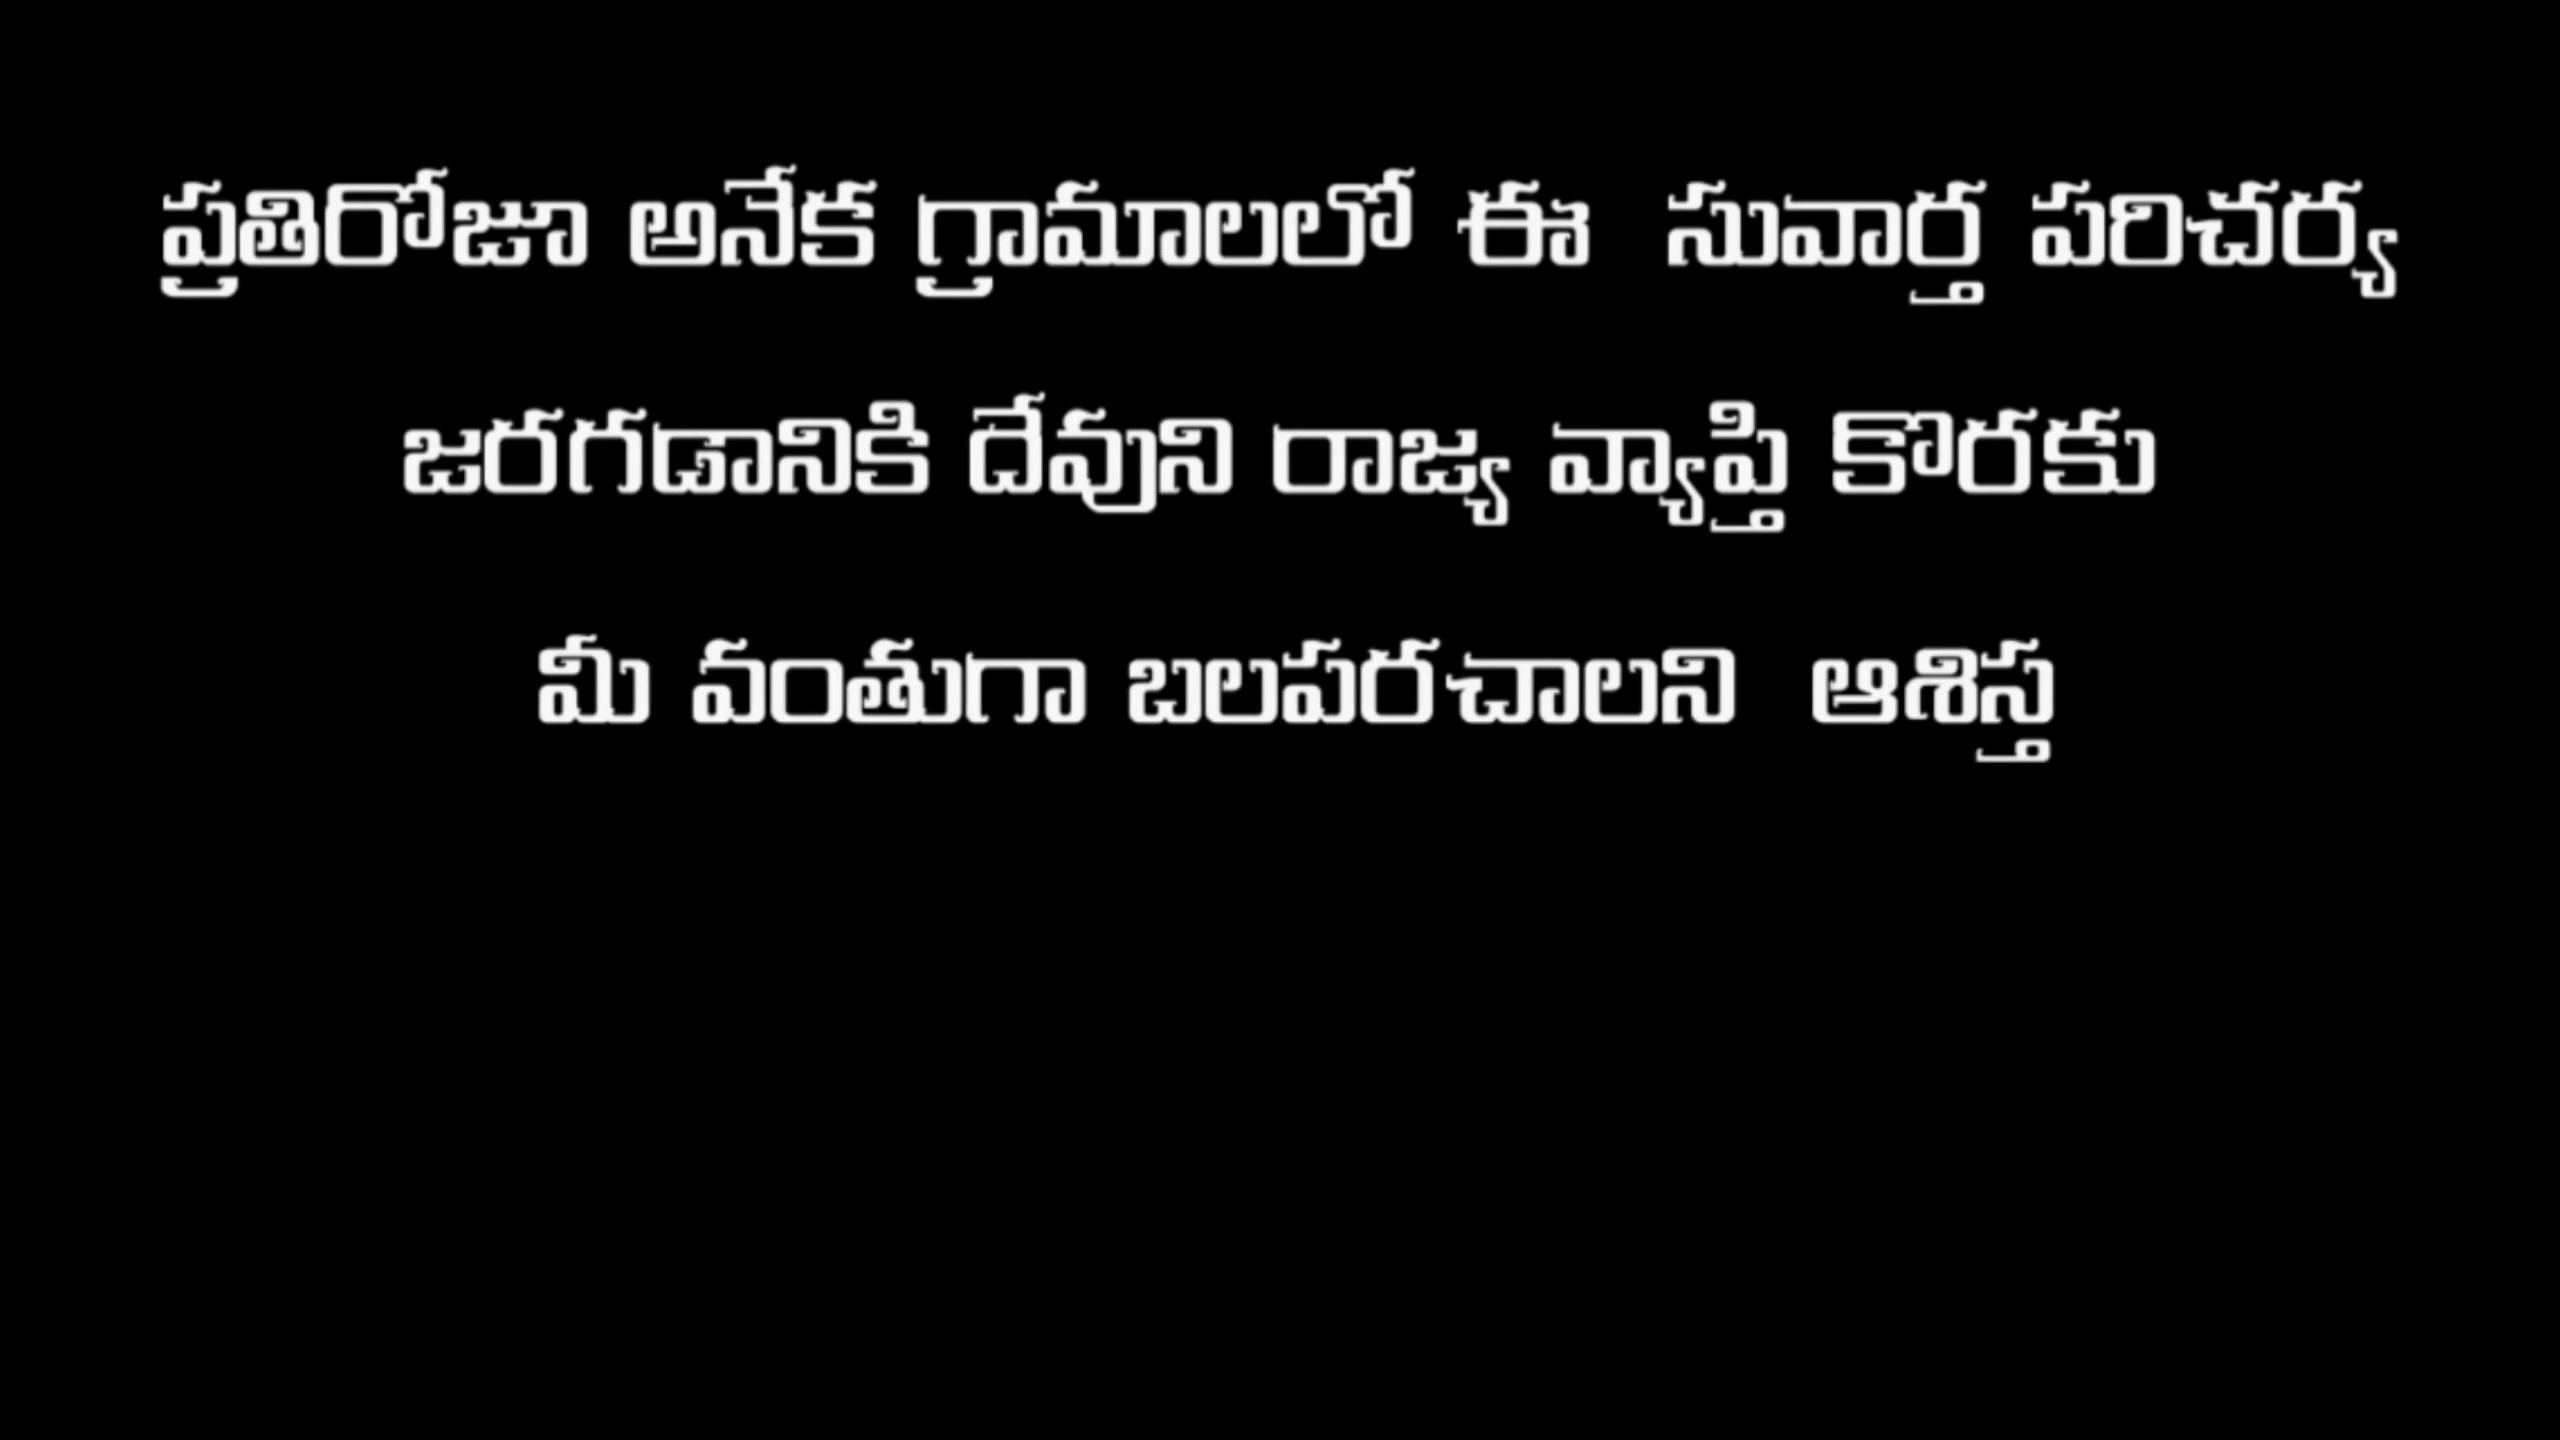 ప్రతిరోజూ అనేక గ్రామాలలో ఈ సువార్త పరిచర్య
జరగడానికి దేవుని రాజ్య వ్యాప్తి కొరకు
మీ వంతుగా బలపరచాలని ఆశిస్త